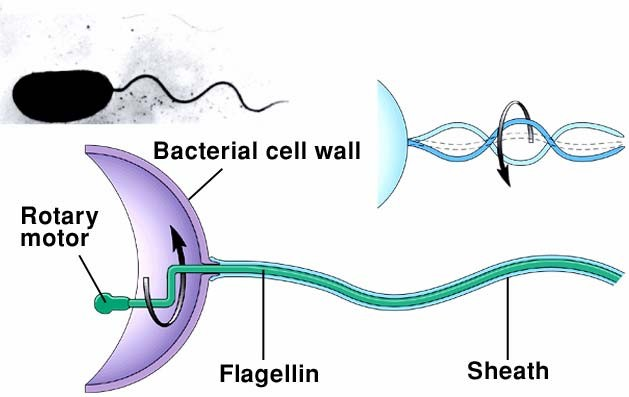 Bacterial cell wall
Rotary
motor
Flagellin
Sheath